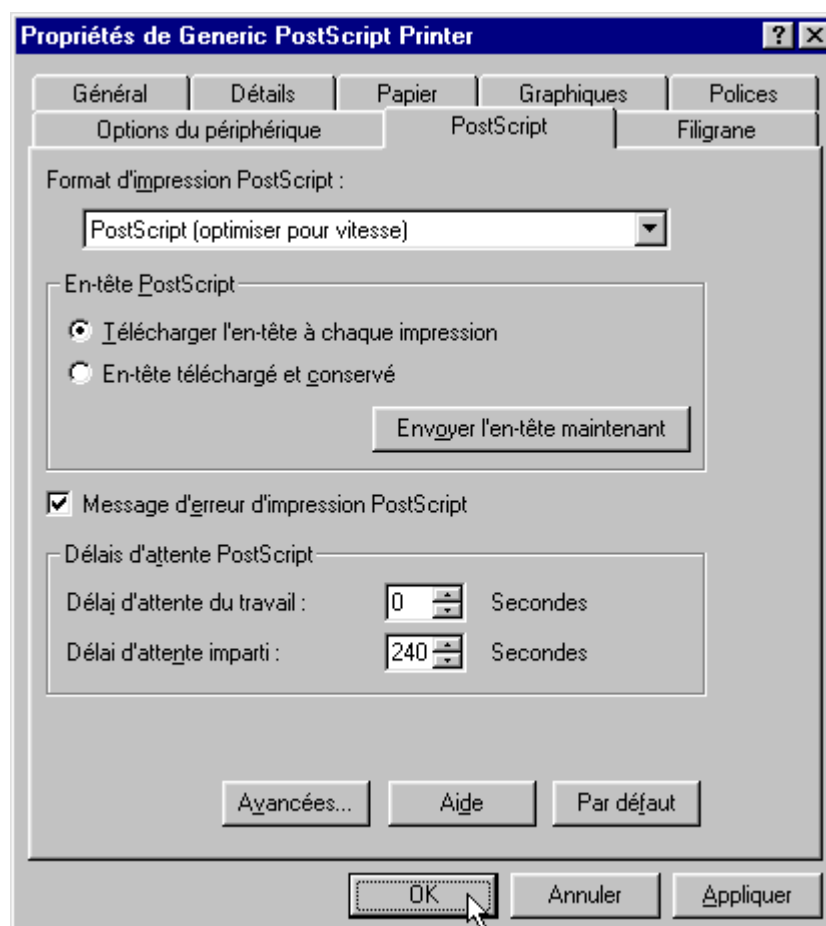 Propriétés de Generic PostScript Printer
Général Détails Papier Graphiques Polices
Options du périphérique PostScript Filigrane
Format d'impression PostScript :
PostScript (optimiser pour vitesse)
En-tête PostScript
Télécharger l'en-tête à chaque impression
En-tête téléchargé et conservé
Envoyer l'en-tête maintenant
Message d'erreur d'impression PostScript
Délais d'attente PostScript
Délai d'attente du travail : 0 Secondes
Délai d'attente imparti : 240 Secondes
Avancées... Aide Par défaut
OK Annuler Appliquer